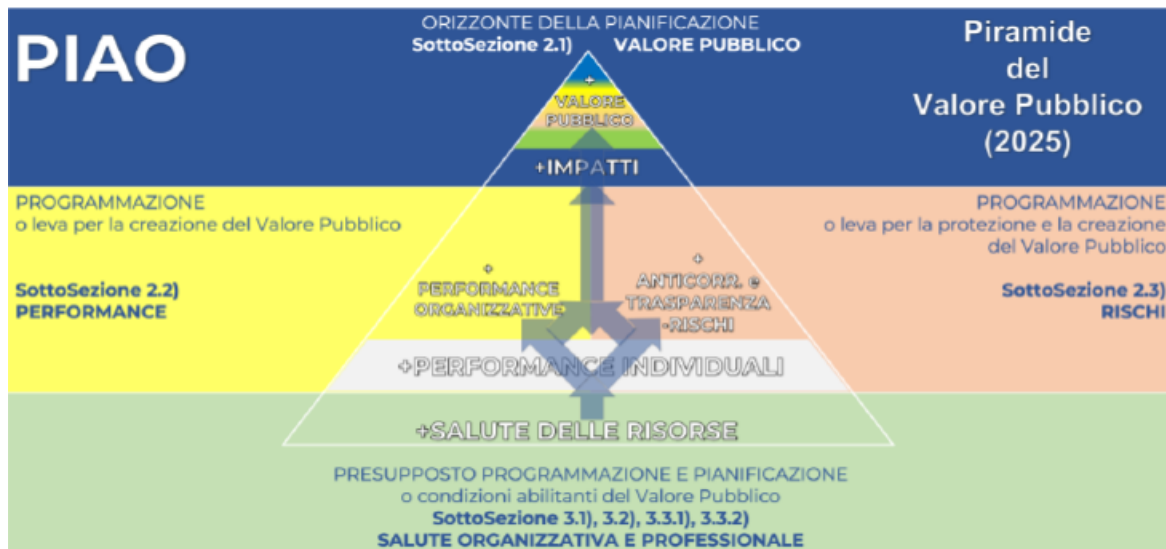 PIAO
ORIZZONTE DELLA PIANIFICAZIONE
SottoSezione 2.1) VALORE PUBBLICO
Piramide
del
Valore Pubblico
(2025)
+
VALORE
PUBBLICO
+IMPATTI
PROGRAMMAZIONE
o leva per la creazione del Valore Pubblico
SottoSezione 2.2)
PERFORMANCE
+
PERFORMANCE
ORGANIZZATIVE
+
ANTICORR. e
TRASPARENZA
-RISCHI
PROGRAMMAZIONE
o leva per la protezione e la creazione
del Valore Pubblico
SottoSezione 2.3)
RISCHI
+PERFORMANCE INDIVIDUALI
+SALUTE DELLE RISORSE
PRESUPPOSTO PROGRAMMAZIONE E PIANIFICAZIONE
o condizioni abilitanti del Valore Pubblico
SottoSezione 3.1), 3.2), 3.3.1), 3.3.2)
SALUTE ORGANIZZATIVA E PROFESSIONALE